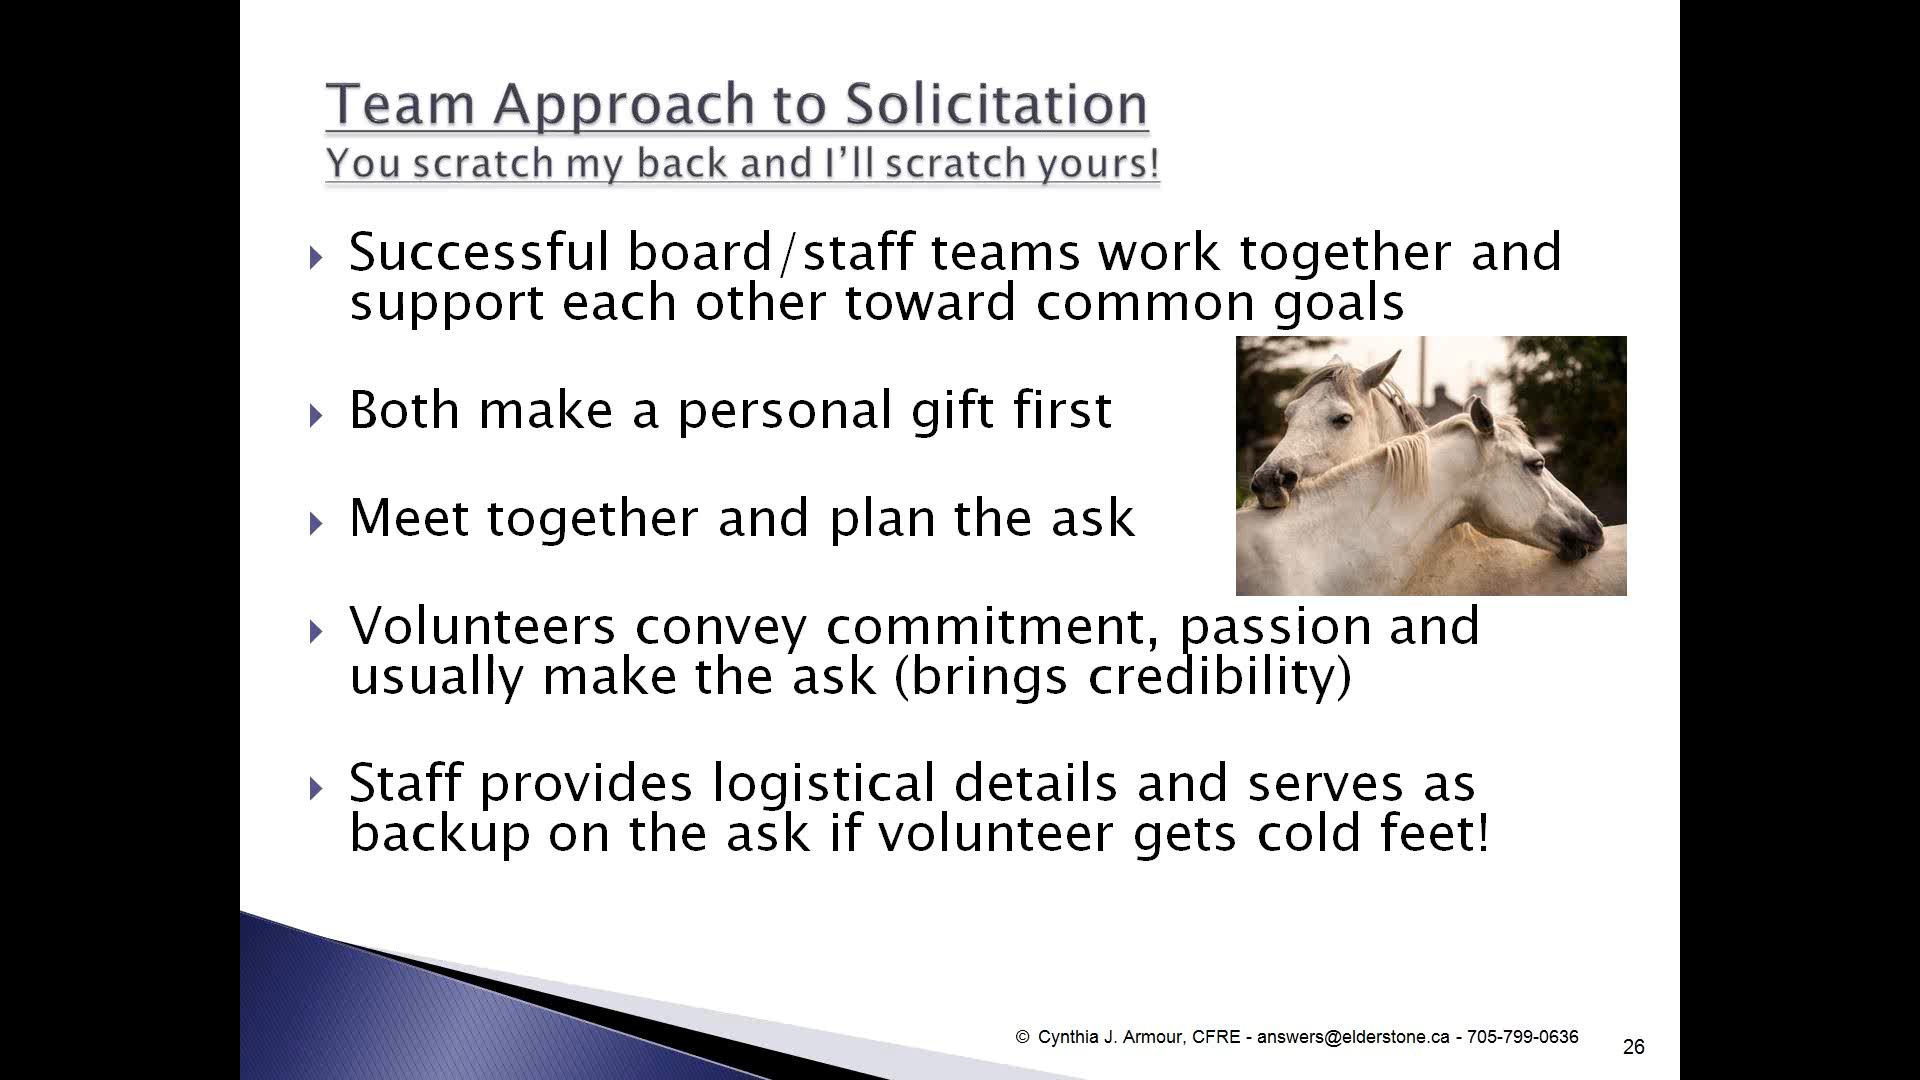 Team Approach to Solicitation
You scratch my back and I’ll scratch yours!
Successful board/staff teams work together and
support each other toward common goals
Both make a personal gift first
Meet together and plan the ask
Volunteers convey commitment, passion and
usually make the ask (brings credibility)
Staff provides logistical details and serves as
backup on the ask if volunteer gets cold feet!
© Cynthia J. Armour, CFRE - answers@elderstone.ca - 705-799-0636
26